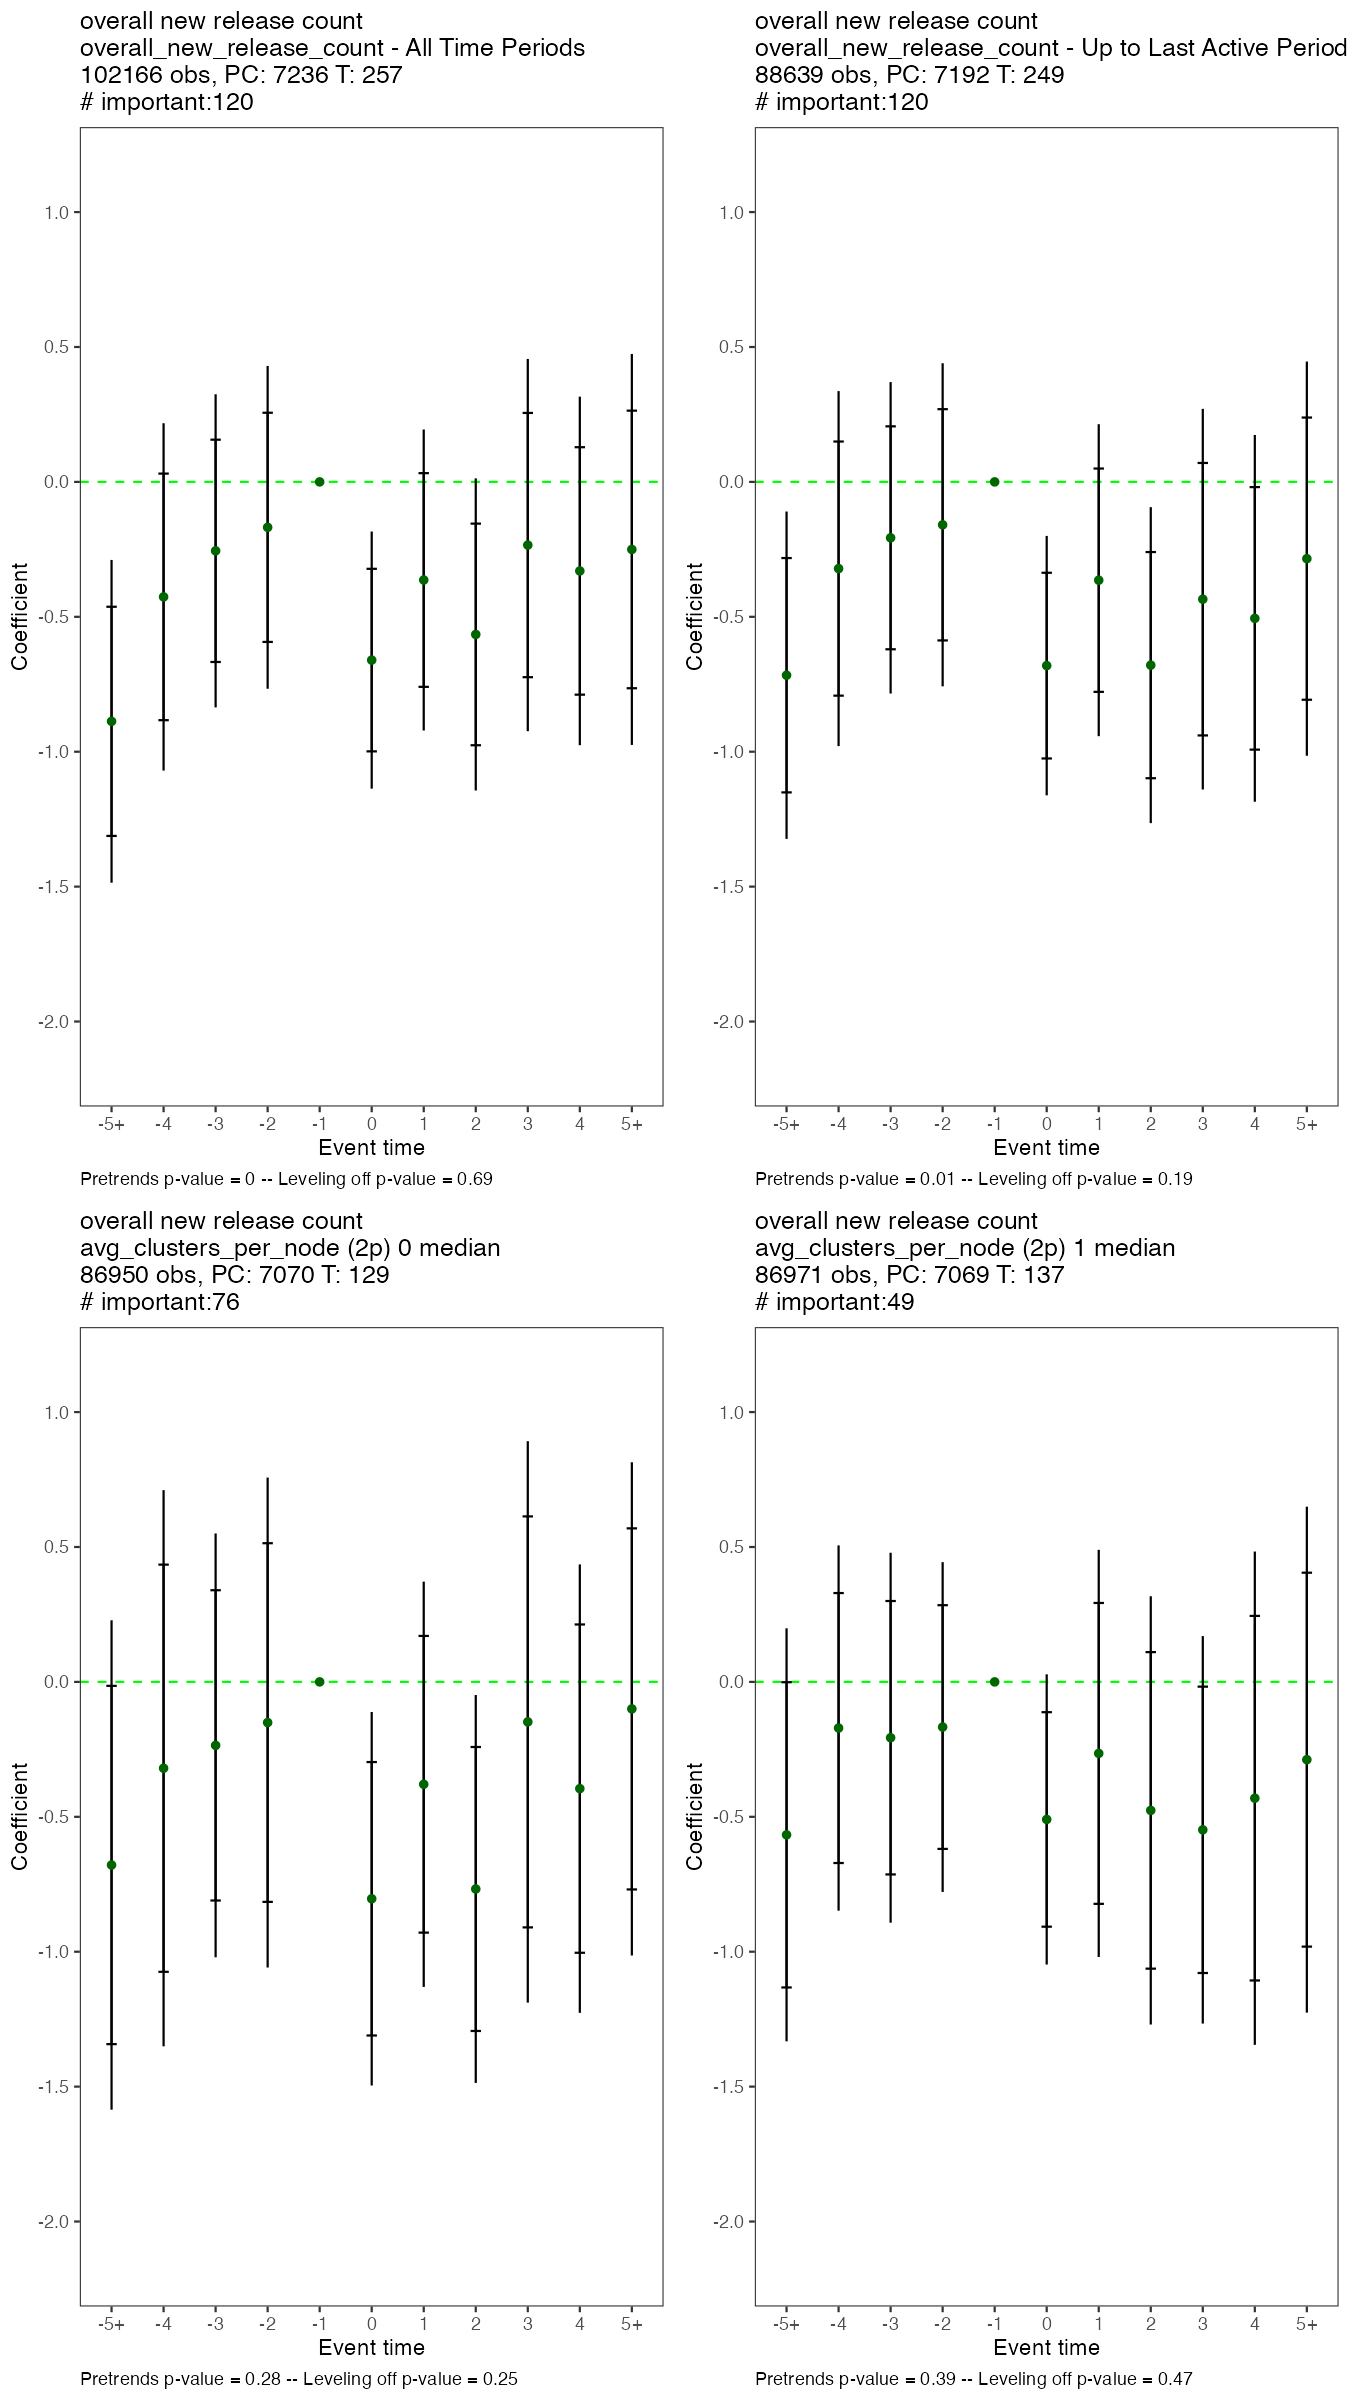 overall new release count
overall_new_release_count - All Time Periods
102166 obs, PC: 7236 T: 257
# important:120
1.0
0.5
0.0
-0.5
-1.0
-1.5
-2.0
Coefficient
-5+ -4 -3 -2 -1 0 1 2 3 4 5+
Event time
Pretrends p-value = 0 -- Leveling off p-value = 0.69
overall new release count
overall_new_release_count - Up to Last Active Period
88639 obs, PC: 7192 T: 249
# important:120
1.0
0.5
0.0
-0.5
-1.0
-1.5
-2.0
Coefficient
-5+ -4 -3 -2 -1 0 1 2 3 4 5+
Event time
Pretrends p-value = 0.01 -- Leveling off p-value = 0.19
overall new release count
avg_clusters_per_node (2p) 0 median
86950 obs, PC: 7070 T: 129
# important:76
1.0
0.5
0.0
-0.5
-1.0
-1.5
-2.0
Coefficient
-5+ -4 -3 -2 -1 0 1 2 3 4 5+
Event time
Pretrends p-value = 0.28 -- Leveling off p-value = 0.25
overall new release count
avg_clusters_per_node (2p) 1 median
86971 obs, PC: 7069 T: 137
# important:49
1.0
0.5
0.0
-0.5
-1.0
-1.5
-2.0
Coefficient
-5+ -4 -3 -2 -1 0 1 2 3 4 5+
Event time
Pretrends p-value = 0.39 -- Leveling off p-value = 0.47